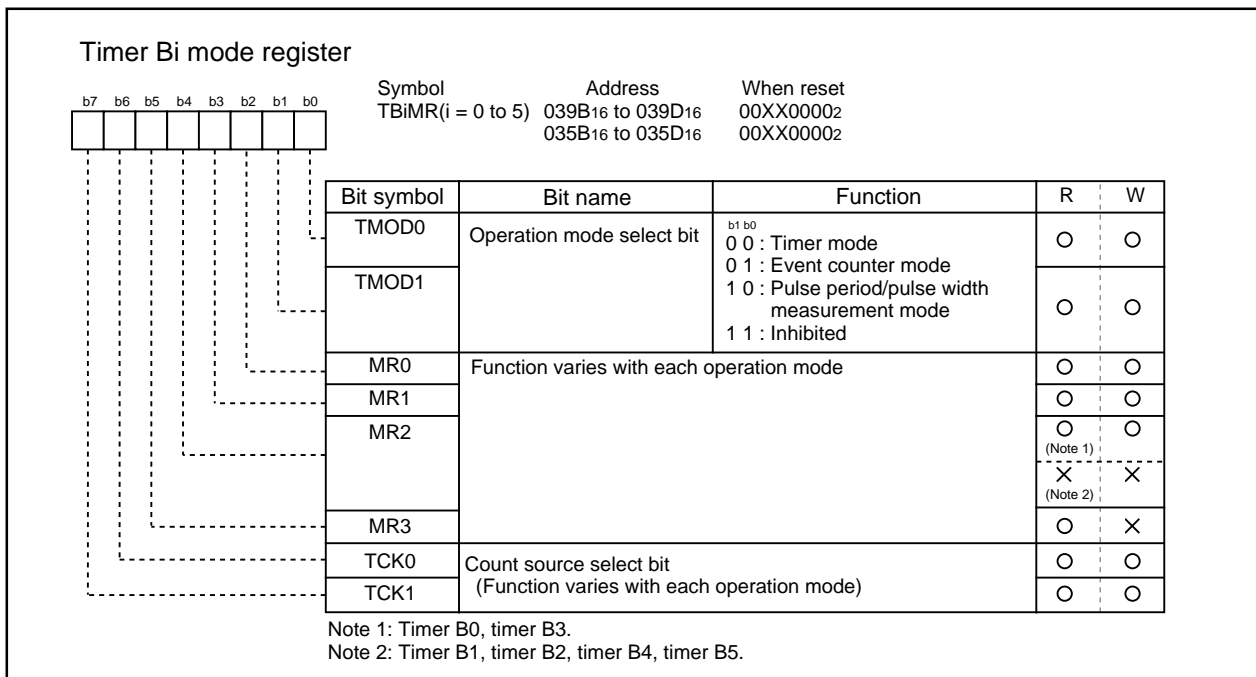 Timer Bi mode register
Symbol Address When reset
TBiMR(i = 0 to 5) 039B16 to 039D16 00XX00002
035B16 to 035D16 00XX00002
b7 b6 b5 b4 b3 b2 b1 b0
Bit symbol Bit name Function R W
TMOD0 Operation mode select bit b1 b0
0 0 : Timer mode
0 1 : Event counter mode
TMOD1 1 0 : Pulse period/pulse width
measurement mode
1 1 : Inhibited
MR0 Function varies with each operation mode
MR1
MR2
(Note 1)
(Note 2)
MR3
TCK0 Count source select bit
TCK1 (Function varies with each operation mode)
Note 1: Timer B0, timer B3.
Note 2: Timer B1, timer B2, timer B4, timer B5.